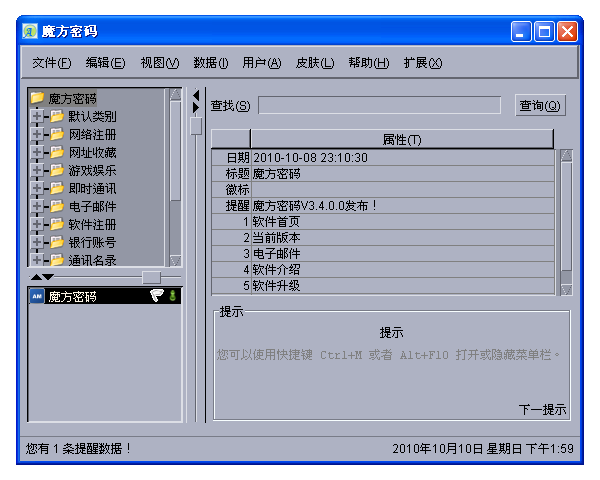 魔方密码
文件(F) 编辑(E) 视图(V) 数据(I) 用户(A) 皮肤(L) 帮助(H) 扩展(X)
魔方密码
默认类别
网络注册
网址收藏
游戏娱乐
即时通讯
电子邮件
软件注册
银行账号
通讯名录
AM 魔方密码
查找(S) 查询(Q)
属性(T)
日期 2010-10-08 23:10:30
标题 魔方密码
徽标
提醒 魔方密码V3.4.0.0发布！
1 软件首页
2 当前版本
3 电子邮件
4 软件介绍
5 软件升级
提示
提示
您可以使用快捷键 Ctrl+M 或者 Alt+F10 打开或隐藏菜单栏。
下一提示
您有 1 条提醒数据！ 2010年10月10日 星期日 下午1:59